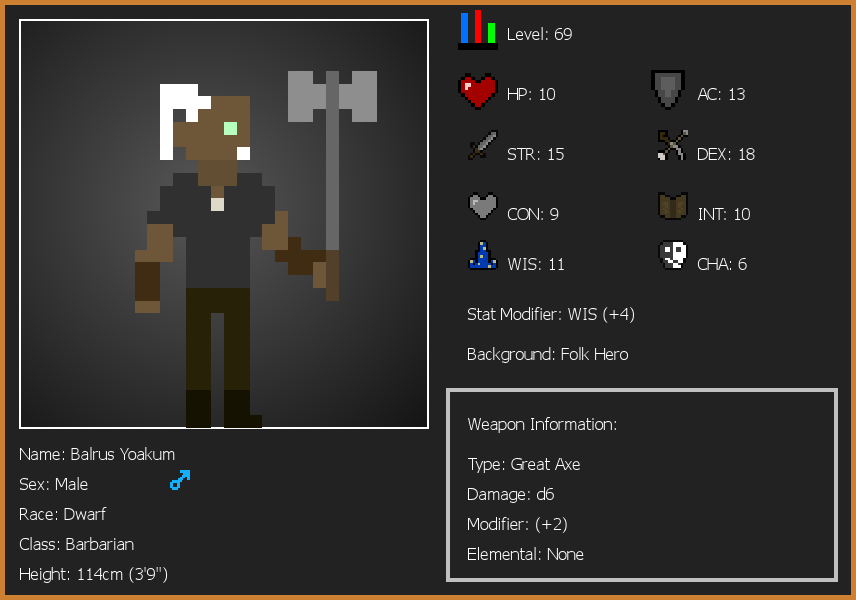 Level: 69
HP: 10
AC: 13
STR: 15
DEX: 18
CON: 9
INT: 10
WIS: 11
CHA: 6
Stat Modifier: WIS (+4)
Background: Folk Hero
Weapon Information:
Type: Great Axe
Damage: d6
Modifier: (+2)
Elemental: None
Name: Balrus Yoakum
Sex: Male
Race: Dwarf
Class: Barbarian
Height: 114cm (3'9")